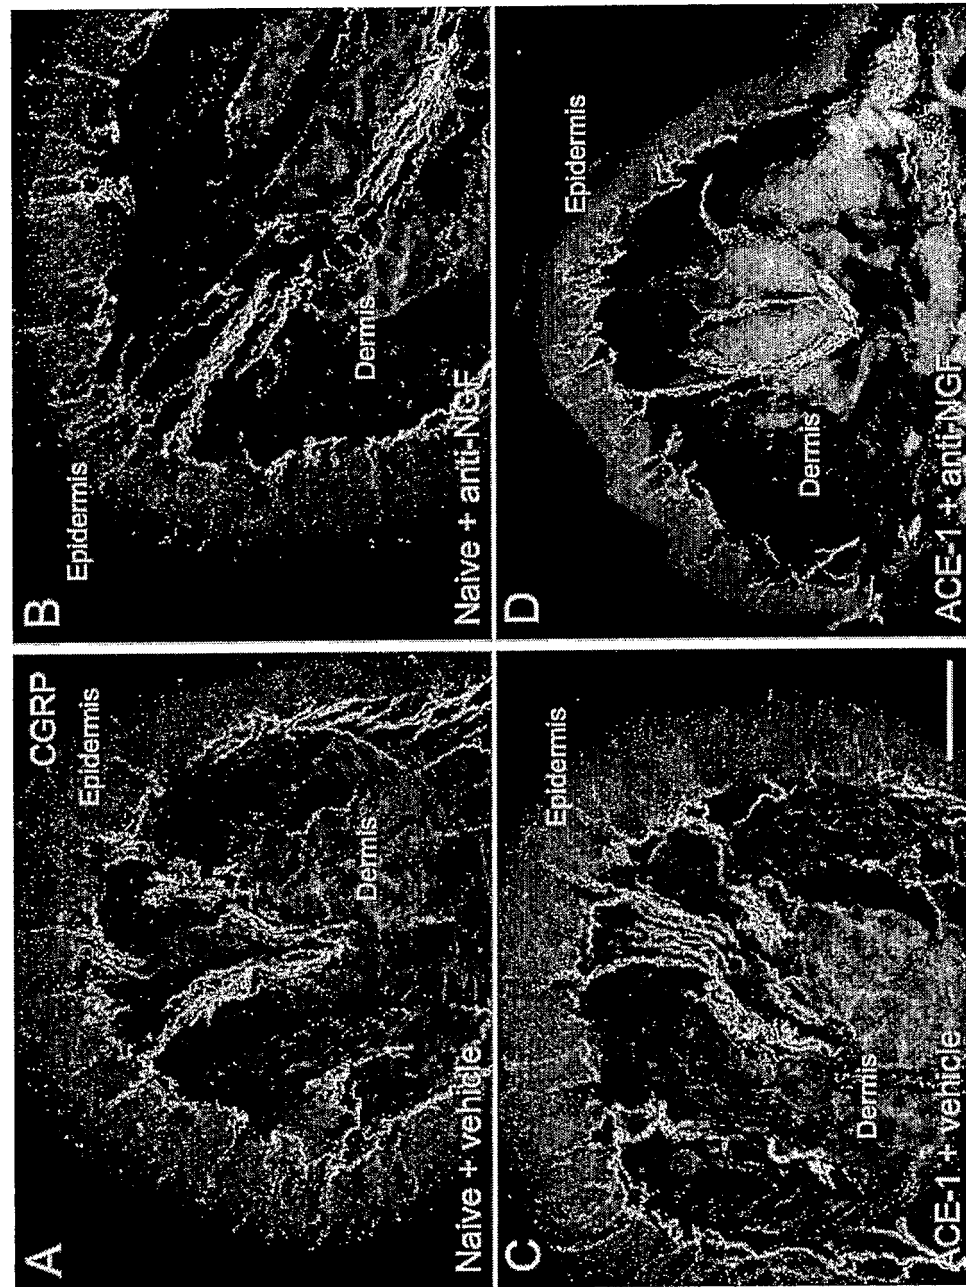 A
CGRP
Epidermis
Dermis
Naive + vehicle
B
Epidermis
Dermis
Naive + anti-NGF
C
Epidermis
Dermis
ACE-1 + vehicle
D
Epidermis
Dermis
ACE-1 + anti-NGF